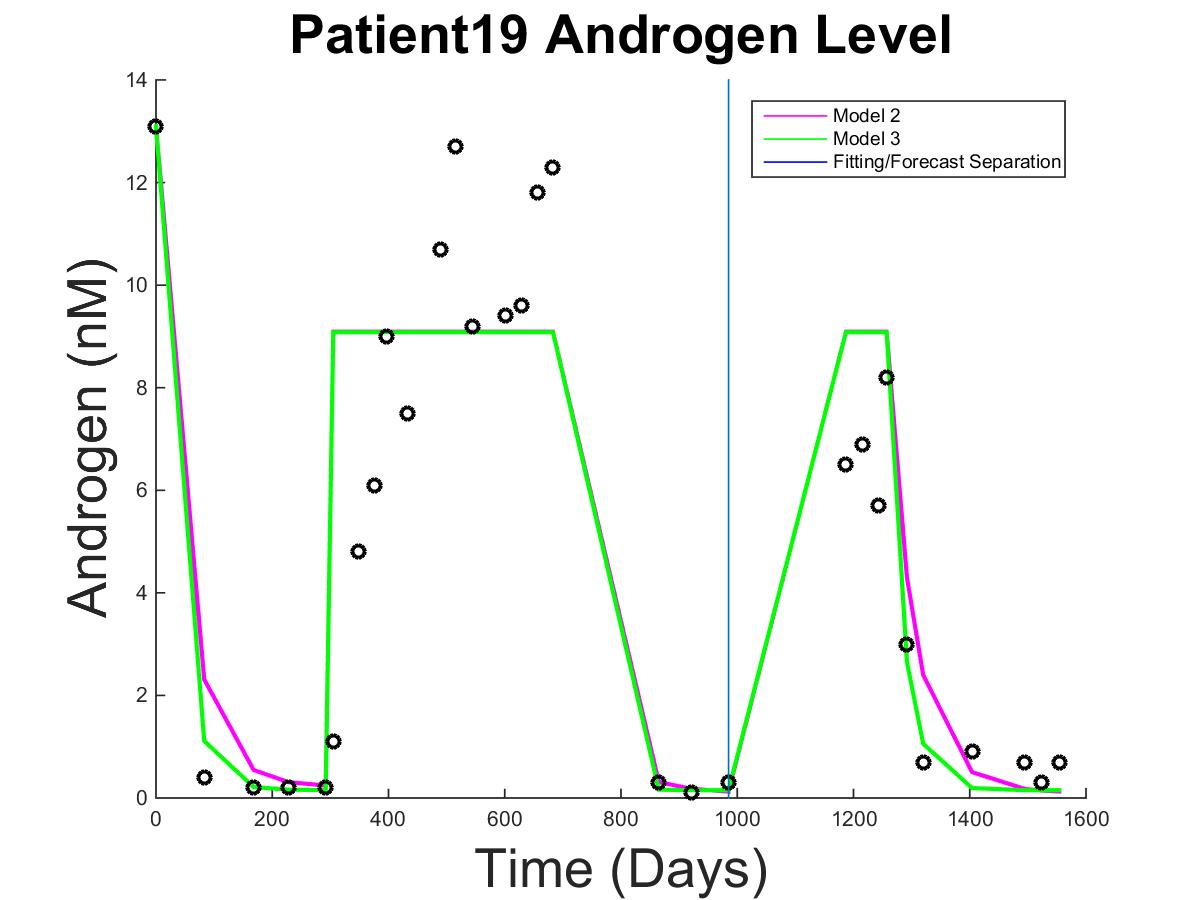 Patient19 Androgen Level
Androgen (nM)
14
12
10
8
6
4
2
0
Model 2
Model 3
Fitting/Forecast Separation
0 200 400 600 800 1000 1200 1400 1600
Time (Days)